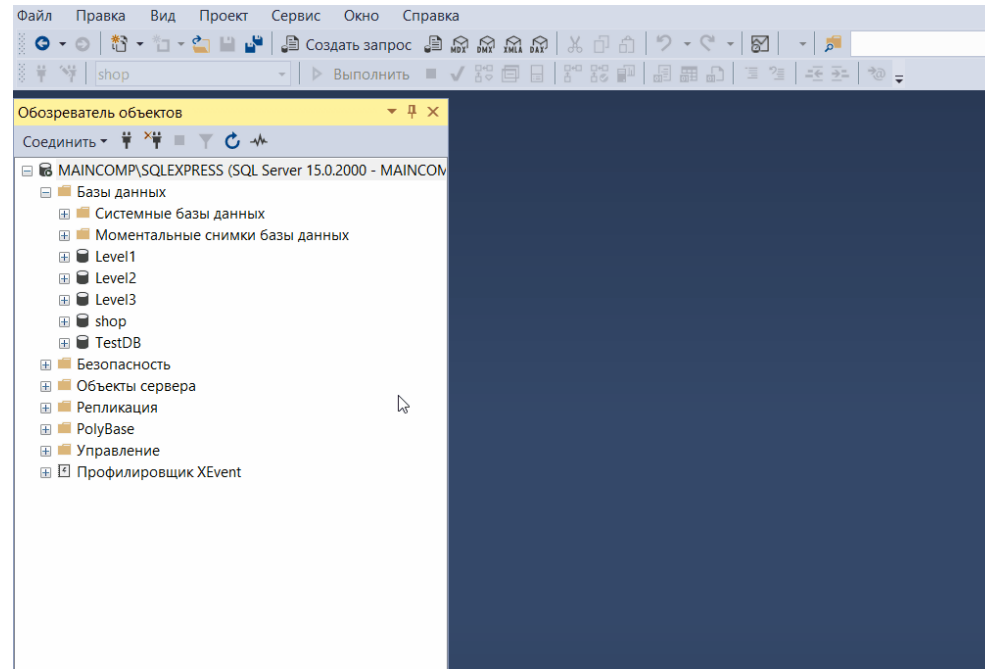 Файл Правка Вид Проект Сервис Окно Справка
Создать запрос MDX DMX XMLA DAX
shop Выполнить
Обозреватель объектов
Соединить
MAINCOMP\SQLEXPRESS (SQL Server 15.0.2000 - MAINCOM
Базы данных
Системные базы данных
Моментальные снимки базы данных
Level1
Level2
Level3
shop
TestDB
Безопасность
Объекты сервера
Репликация
PolyBase
Управление
Профилировщик XEvent